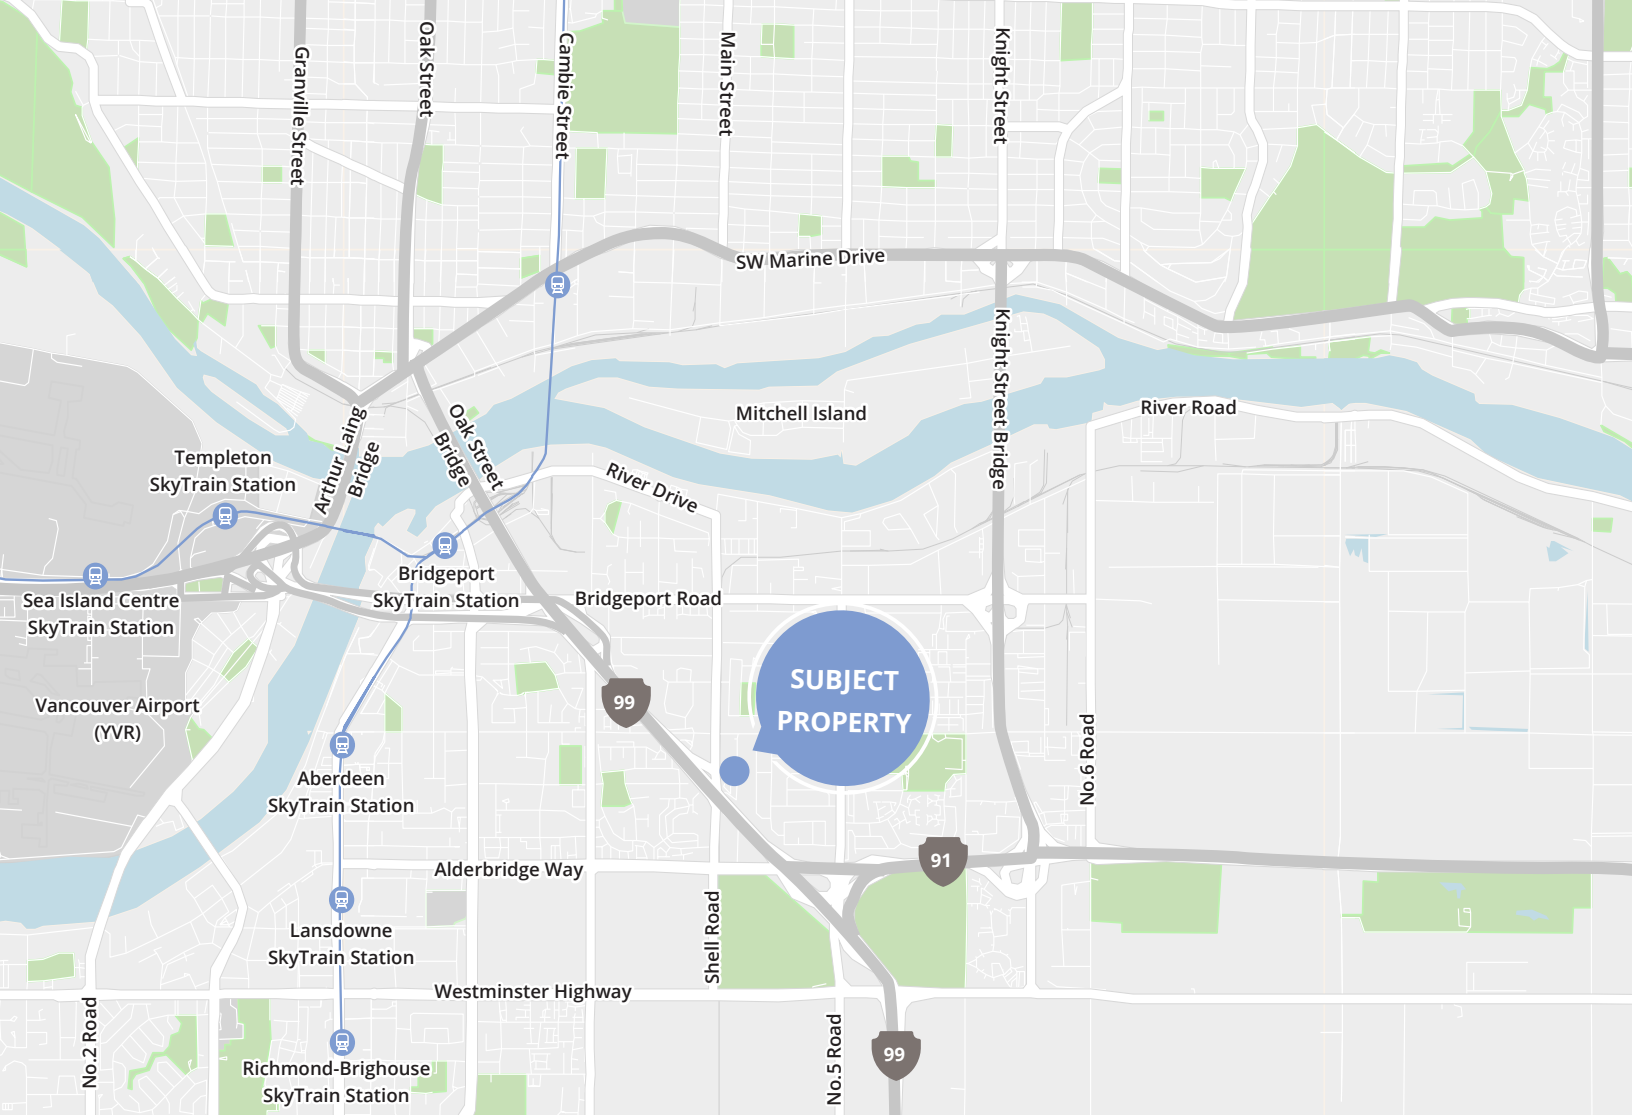 Granville Street
Oak Street
Cambie Street
Main Street
Knight Street
SW Marine Drive
Knight Street Bridge
Mitchell Island
River Road
Arthur Laing
Bridge
Oak Street
Bridge
River Drive
Templeton
SkyTrain Station
Sea Island Centre
SkyTrain Station
Bridgeport
SkyTrain Station
Bridgeport Road
SUBJECT
PROPERTY
99
Vancouver Airport
(YVR)
No.6 Road
Aberdeen
SkyTrain Station
Alderbridge Way
91
Lansdowne
SkyTrain Station
Shell Road
Westminster Highway
No.2 Road
Richmond-Brighouse
SkyTrain Station
No.5 Road
99